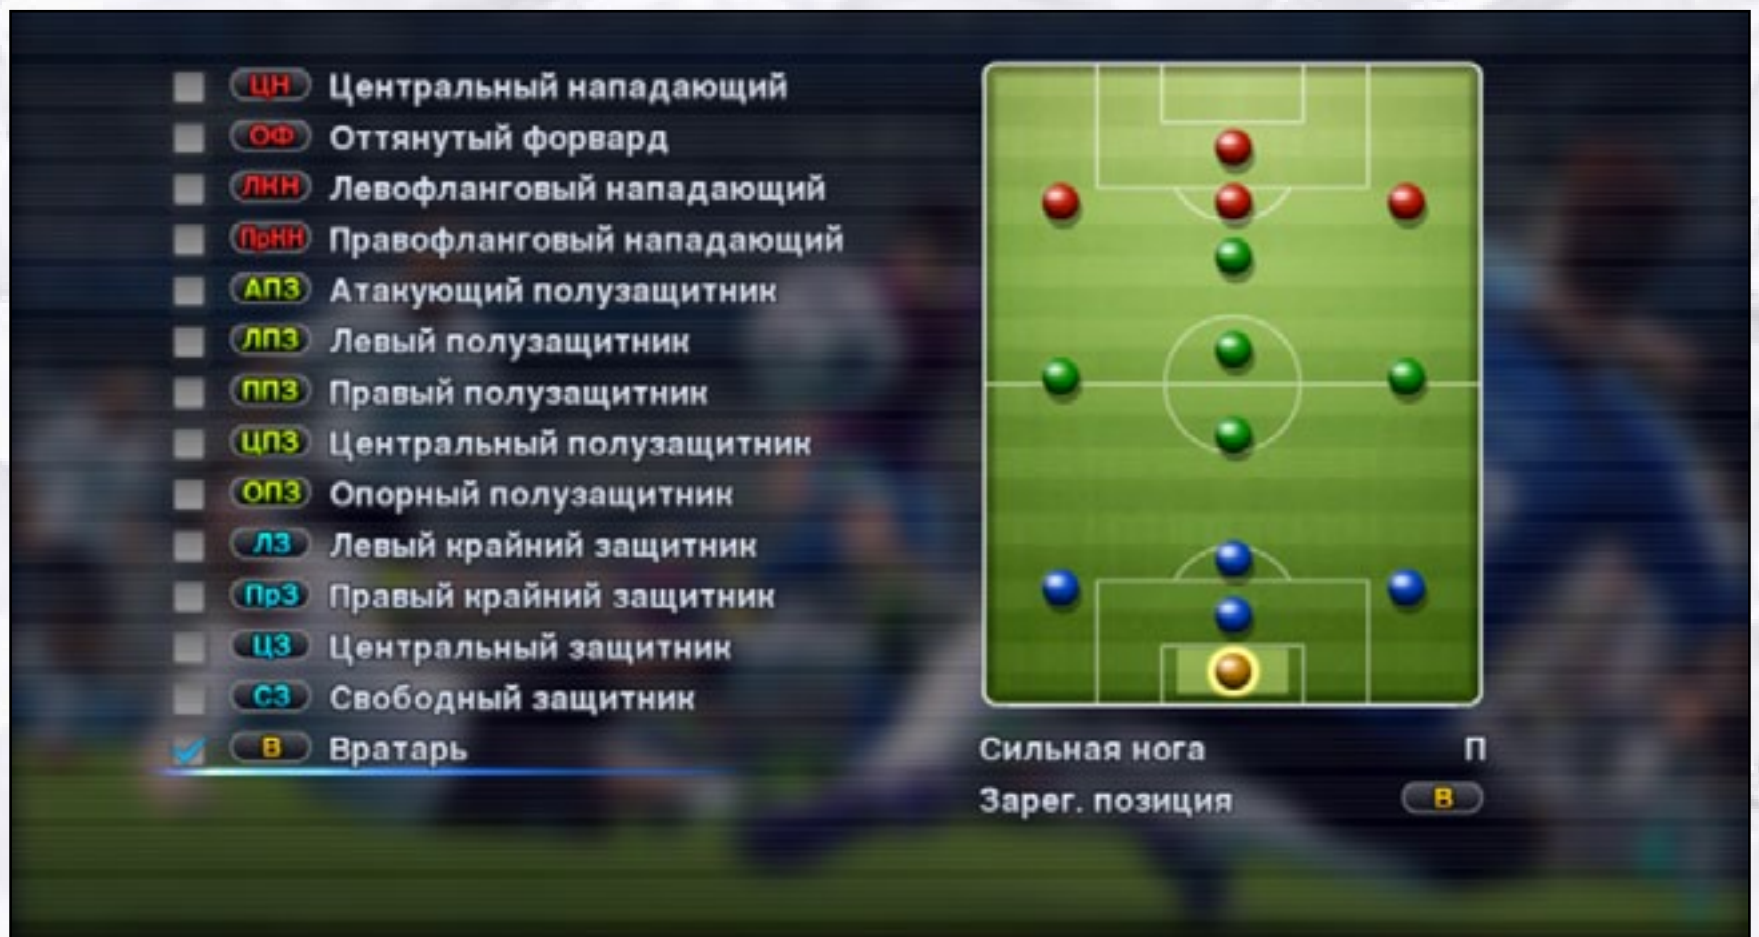 ЦН Центральный нападающий
ОФ Оттянутый форвард
ЛКН Левофланговый нападающий
ПрКН Правофланговый нападающий
АПЗ Атакующий полузащитник
ЛПЗ Левый полузащитник
ППЗ Правый полузащитник
ЦПЗ Центральный полузащитник
ОПЗ Опорный полузащитник
ЛЗ Левый крайний защитник
ПрЗ Правый крайний защитник
ЦЗ Центральный защитник
СЗ Свободный защитник
В Вратарь
Сильная нога П
Зарег. позиция В